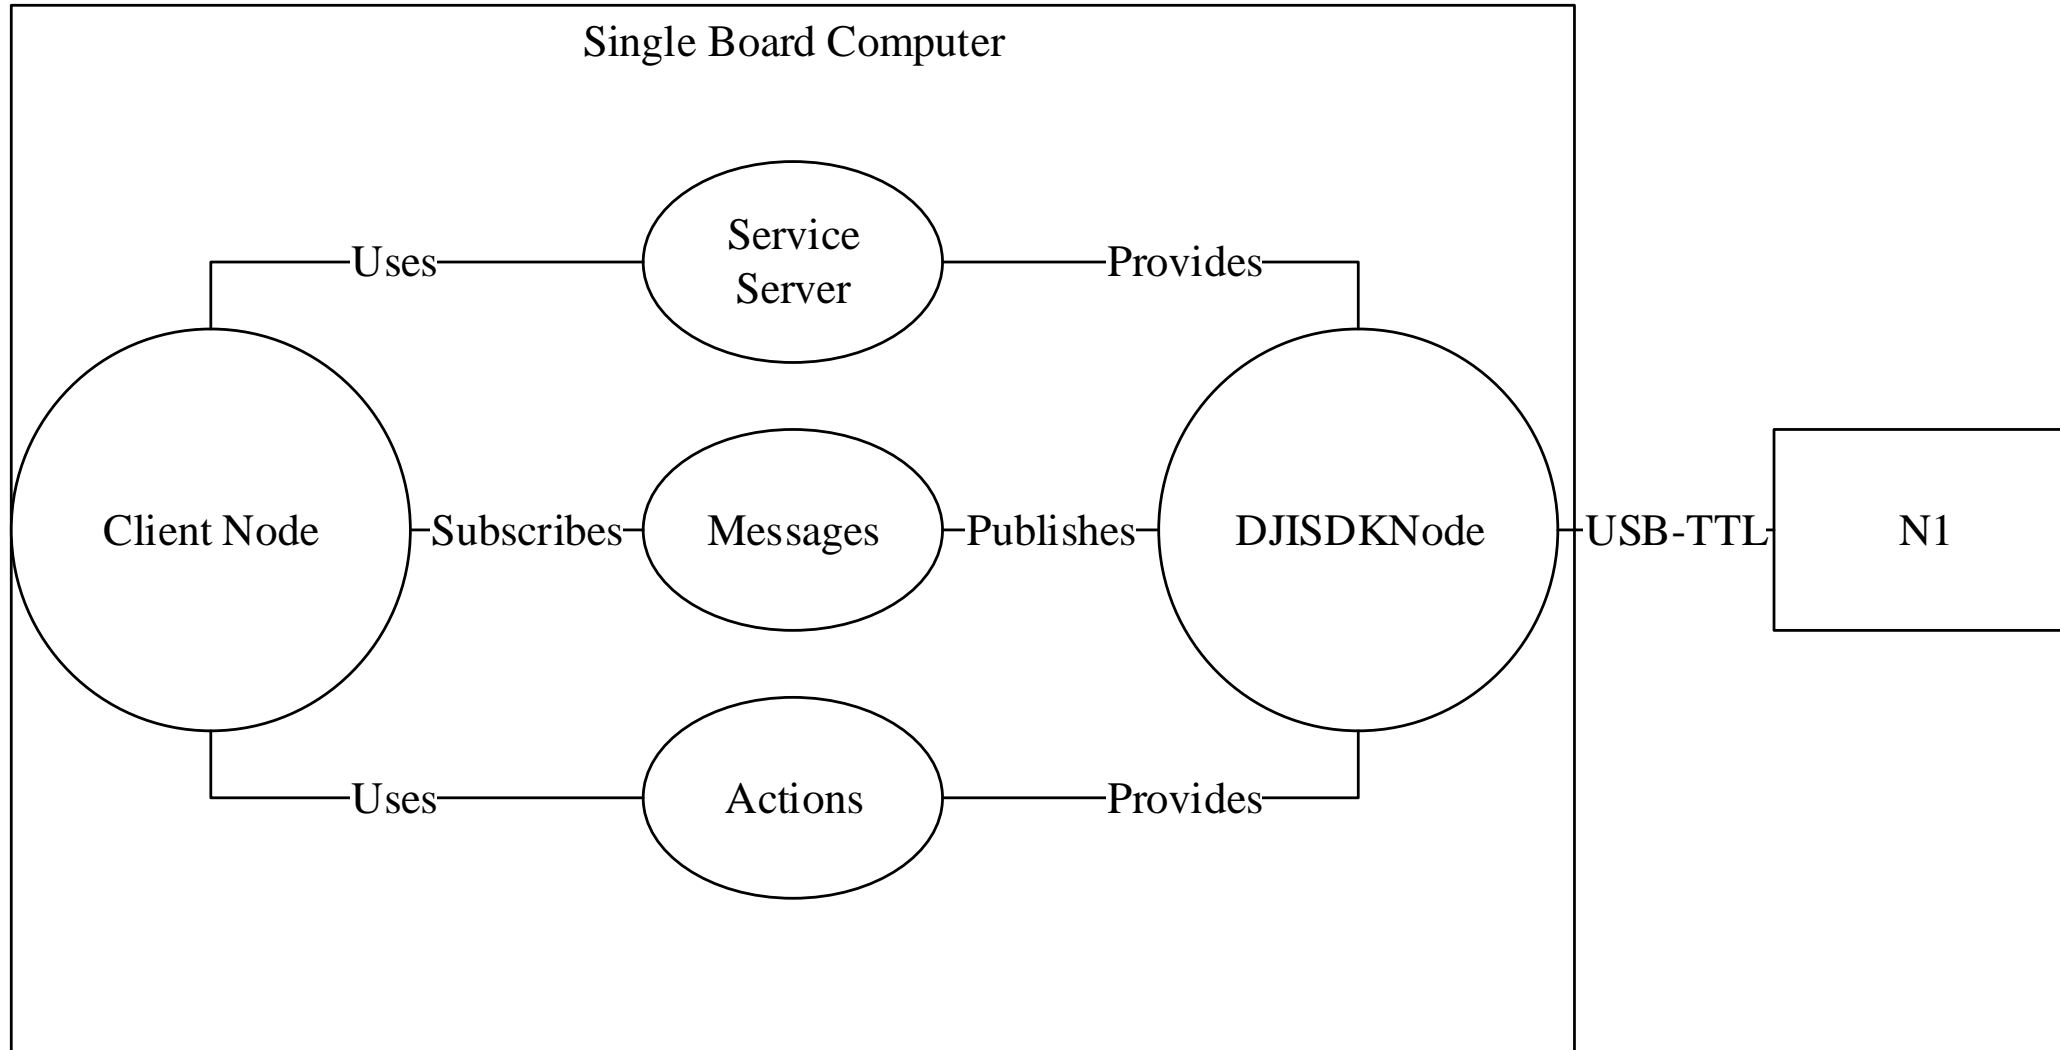 Single Board Computer
Uses
Service
Server
Provides
Client Node
Subscribes
Messages
Publishes
DJISDKNode
USB-TTL
N1
Uses
Actions
Provides